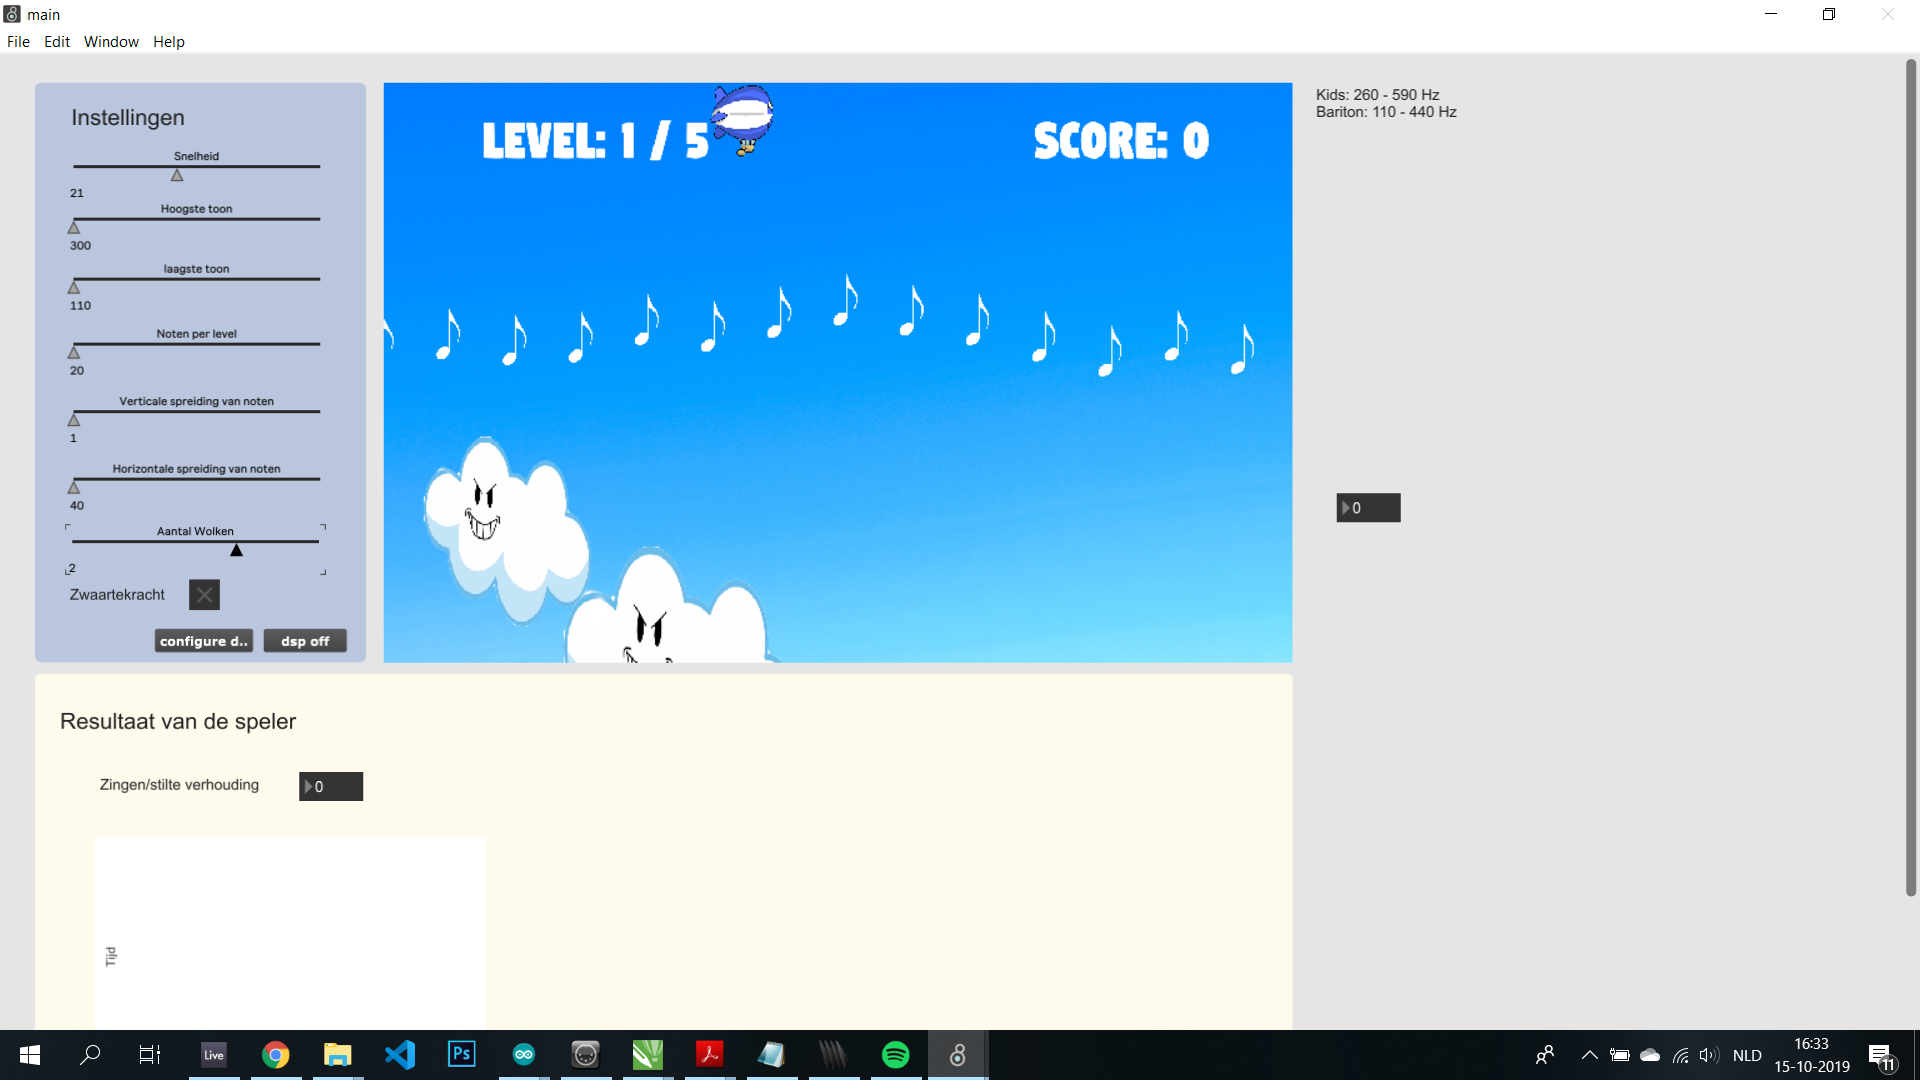 main
File Edit Window Help
Instellingen
Snelheid
21
Hoogste toon
300
laagste toon
110
Noten per level
20
Verticale spreiding van noten
1
Horizontale spreiding van noten
40
Aantal Wolken
2
Zwaartekracht
configure d..
dsp off
LEVEL: 1 / 5
SCORE: 0
Kids: 260 - 590 Hz
Bariton: 110 - 440 Hz
0
Resultaat van de speler
Zingen/stilte verhouding
0
Tijd
Live
Ps
NLD
16:33
15-10-2019
11